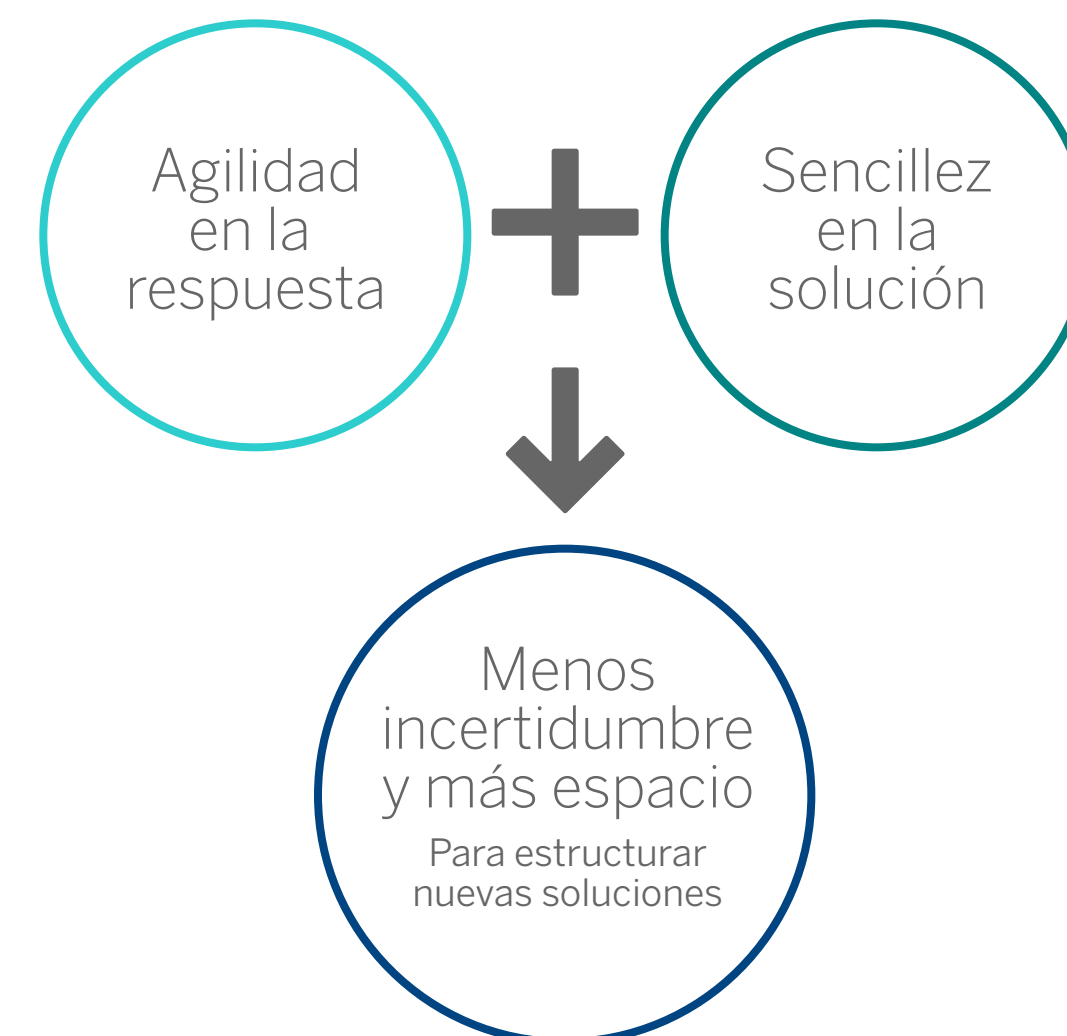 Agilidad
en la
respuesta
Sencillez
en la
solución
Menos
incertidumbre
y más espacio
Para estructurar
nuevas soluciones